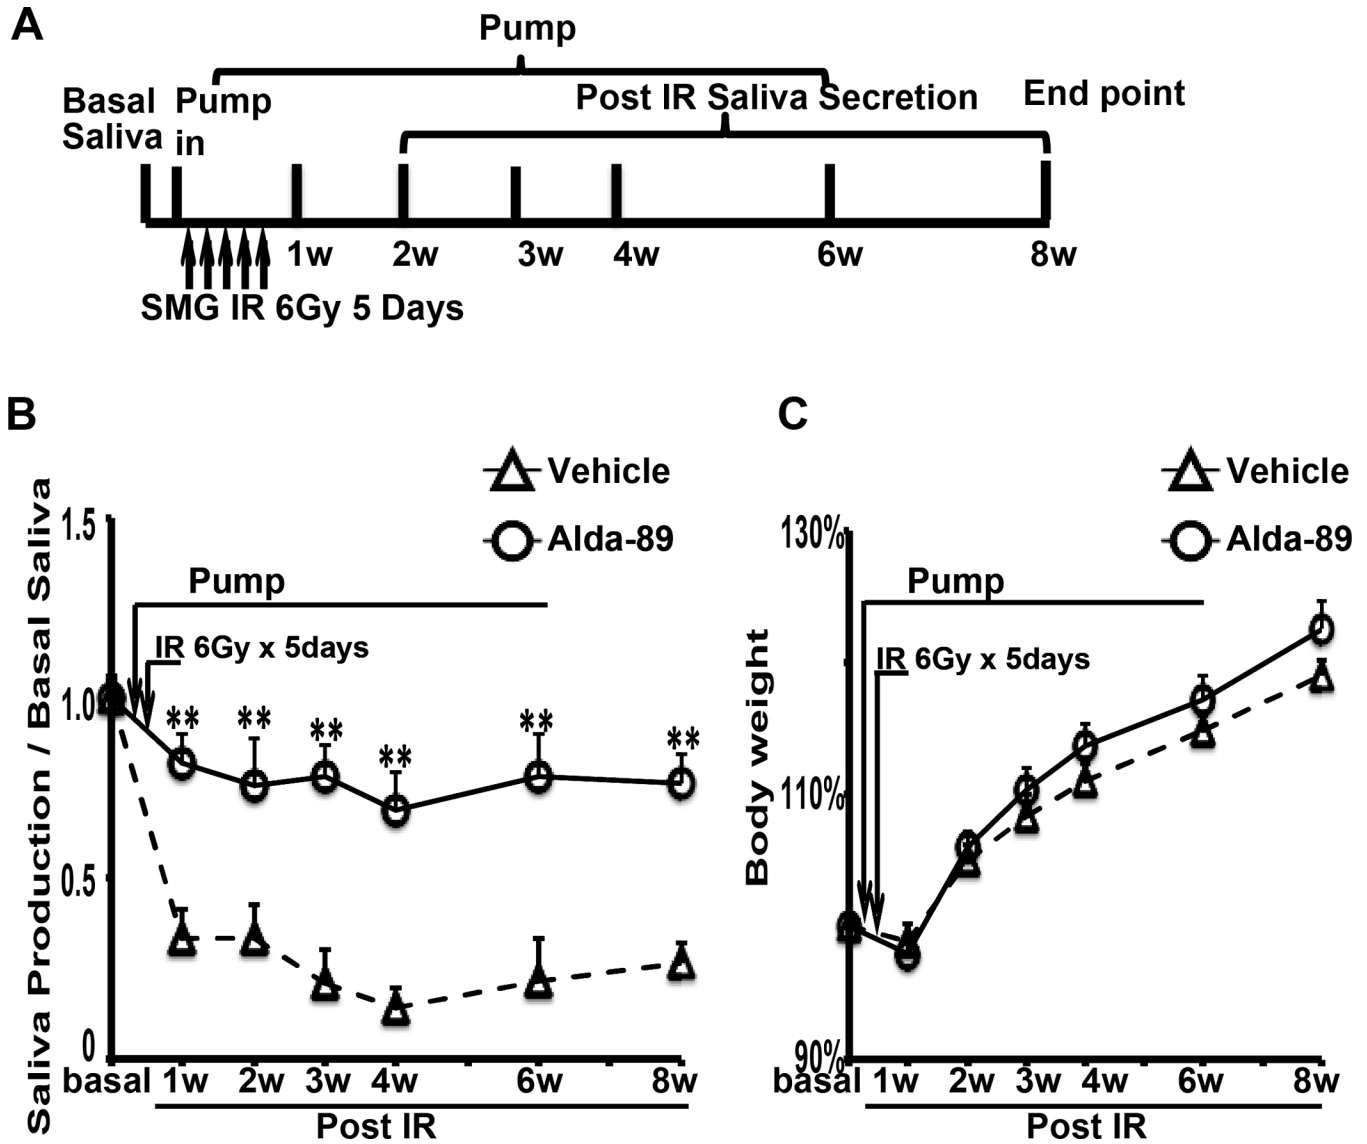 A
Pump
Basal Pump
Saliva in
Post IR Saliva Secretion
End point
1w 2w 3w 4w 6w 8w
SMG IR 6Gy 5 Days
B
Vehicle
Alda-89
Saliva Production / Basal Saliva
1.5
1.0
0.5
0
Pump
IR 6Gy x 5days
** ** ** ** ** **
basal 1w 2w 3w 4w 6w 8w
Post IR
C
Vehicle
Alda-89
Body weight
130%
110%
90%
Pump
IR 6Gy x 5days
basal 1w 2w 3w 4w 6w 8w
Post IR